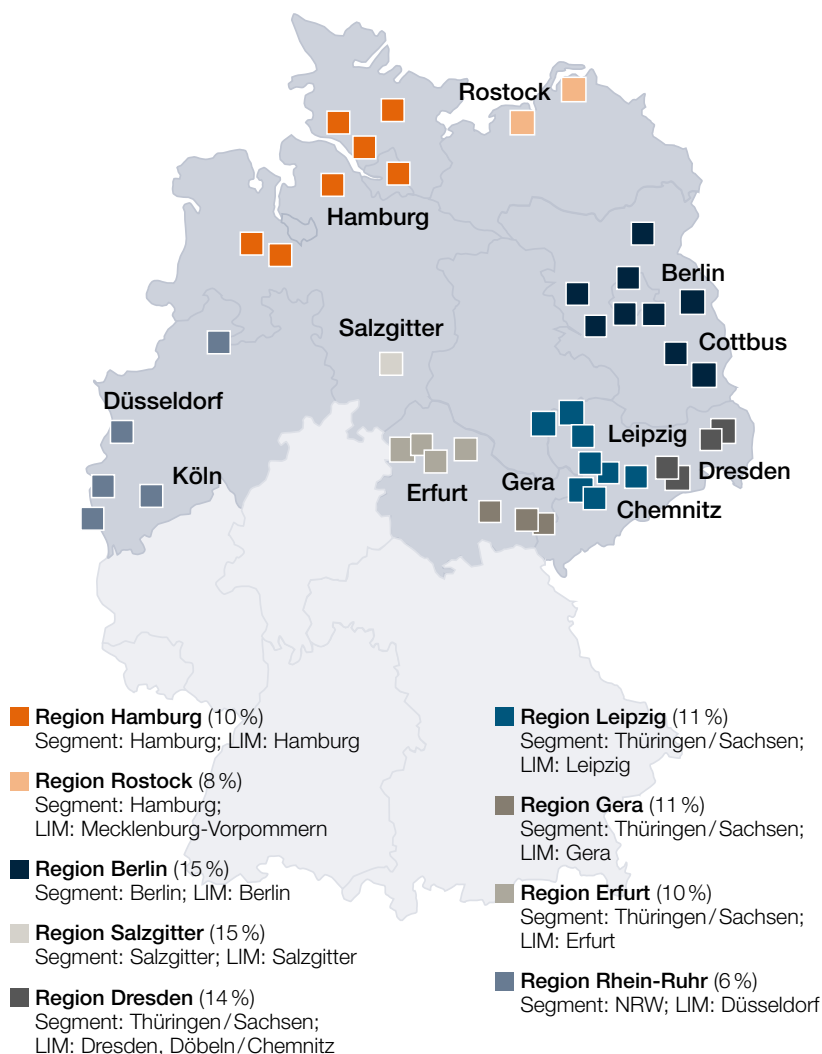 Rostock
Hamburg
Berlin
Salzgitter
Cottbus
Düsseldorf
Leipzig
Köln
Dresden
Erfurt
Gera
Chemnitz
Region Hamburg (10 %)
Segment: Hamburg; LIM: Hamburg
Region Rostock (8 %)
Segment: Hamburg;
LIM: Mecklenburg-Vorpommern
Region Berlin (15 %)
Segment: Berlin; LIM: Berlin
Region Salzgitter (15 %)
Segment: Salzgitter; LIM: Salzgitter
Region Dresden (14 %)
Segment: Thüringen/Sachsen;
LIM: Dresden, Döbeln/Chemnitz
Region Leipzig (11 %)
Segment: Thüringen/Sachsen;
LIM: Leipzig
Region Gera (11 %)
Segment: Thüringen/Sachsen;
LIM: Gera
Region Erfurt (10 %)
Segment: Thüringen/Sachsen;
LIM: Erfurt
Region Rhein-Ruhr (6 %)
Segment: NRW; LIM: Düsseldorf